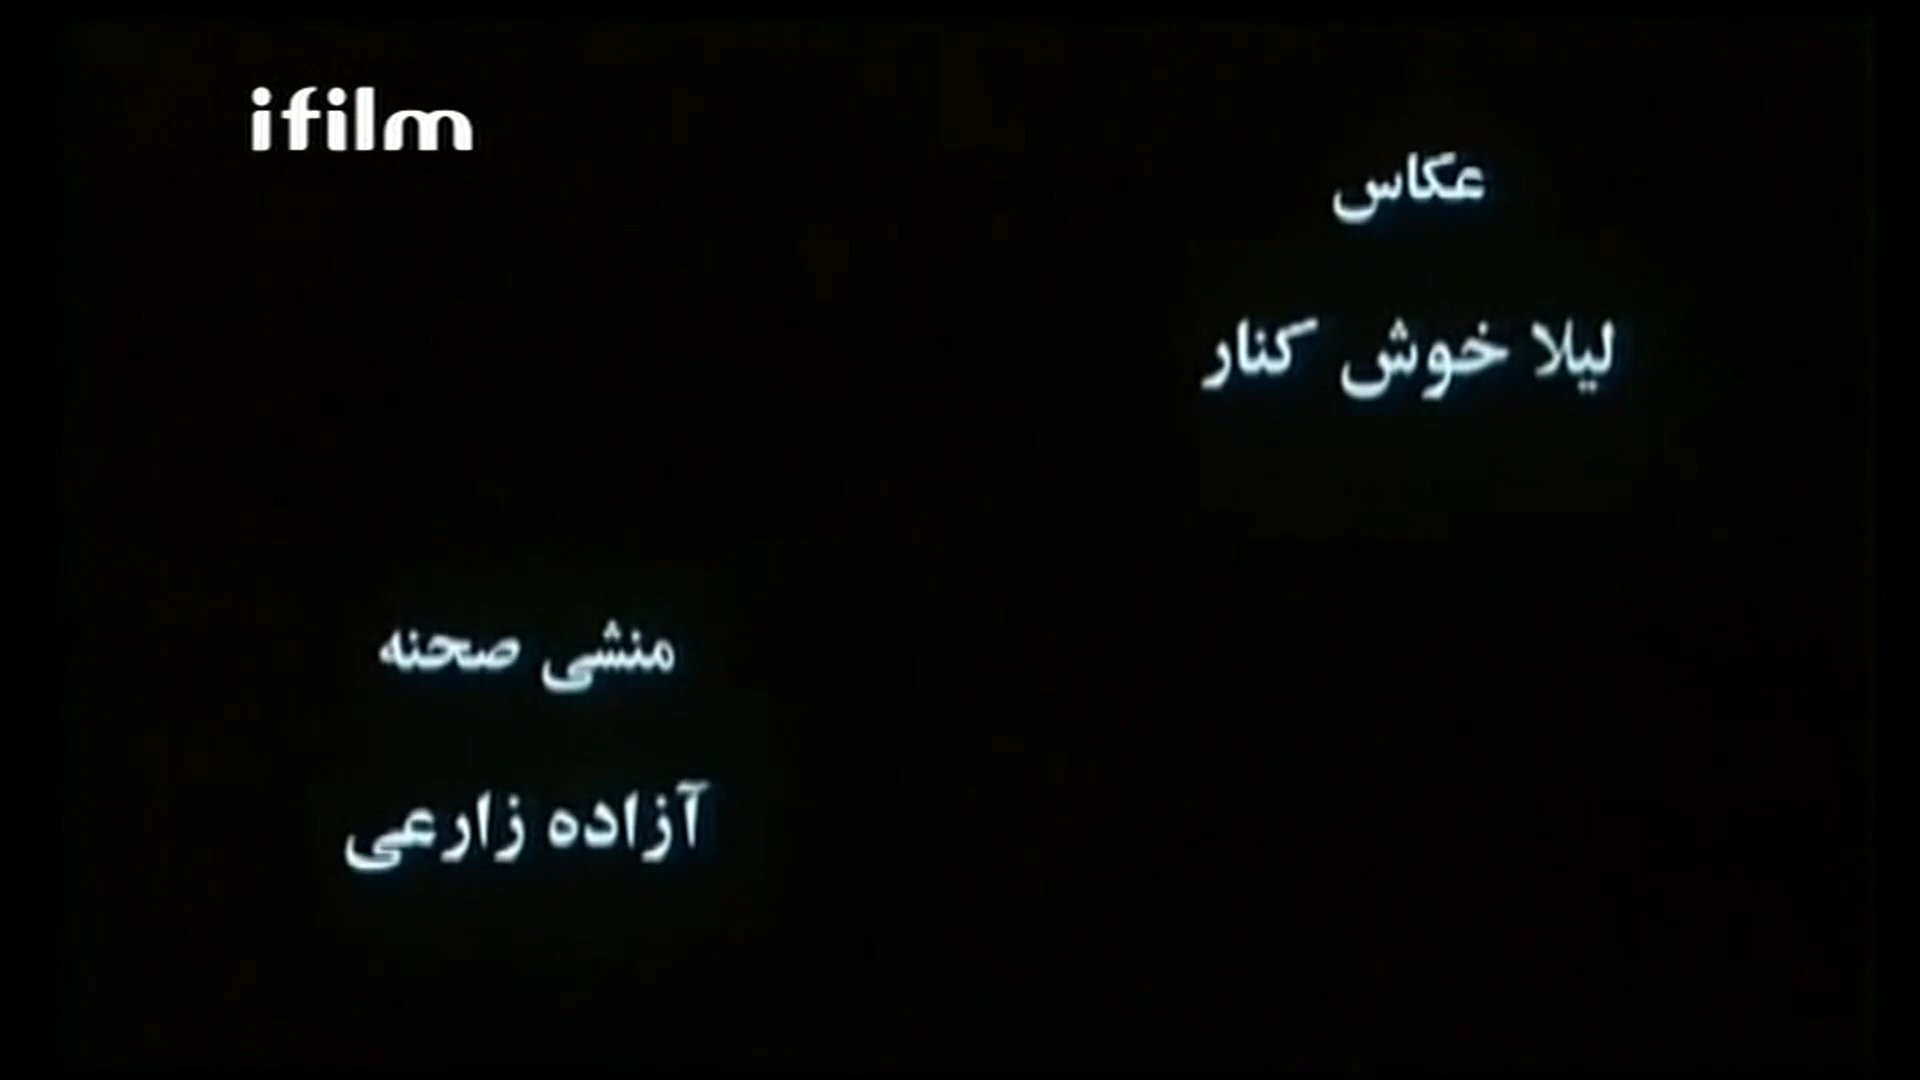 ifilm
عکاس
لیلا خوش کنار
منشی صحنه
آزاده زارعی